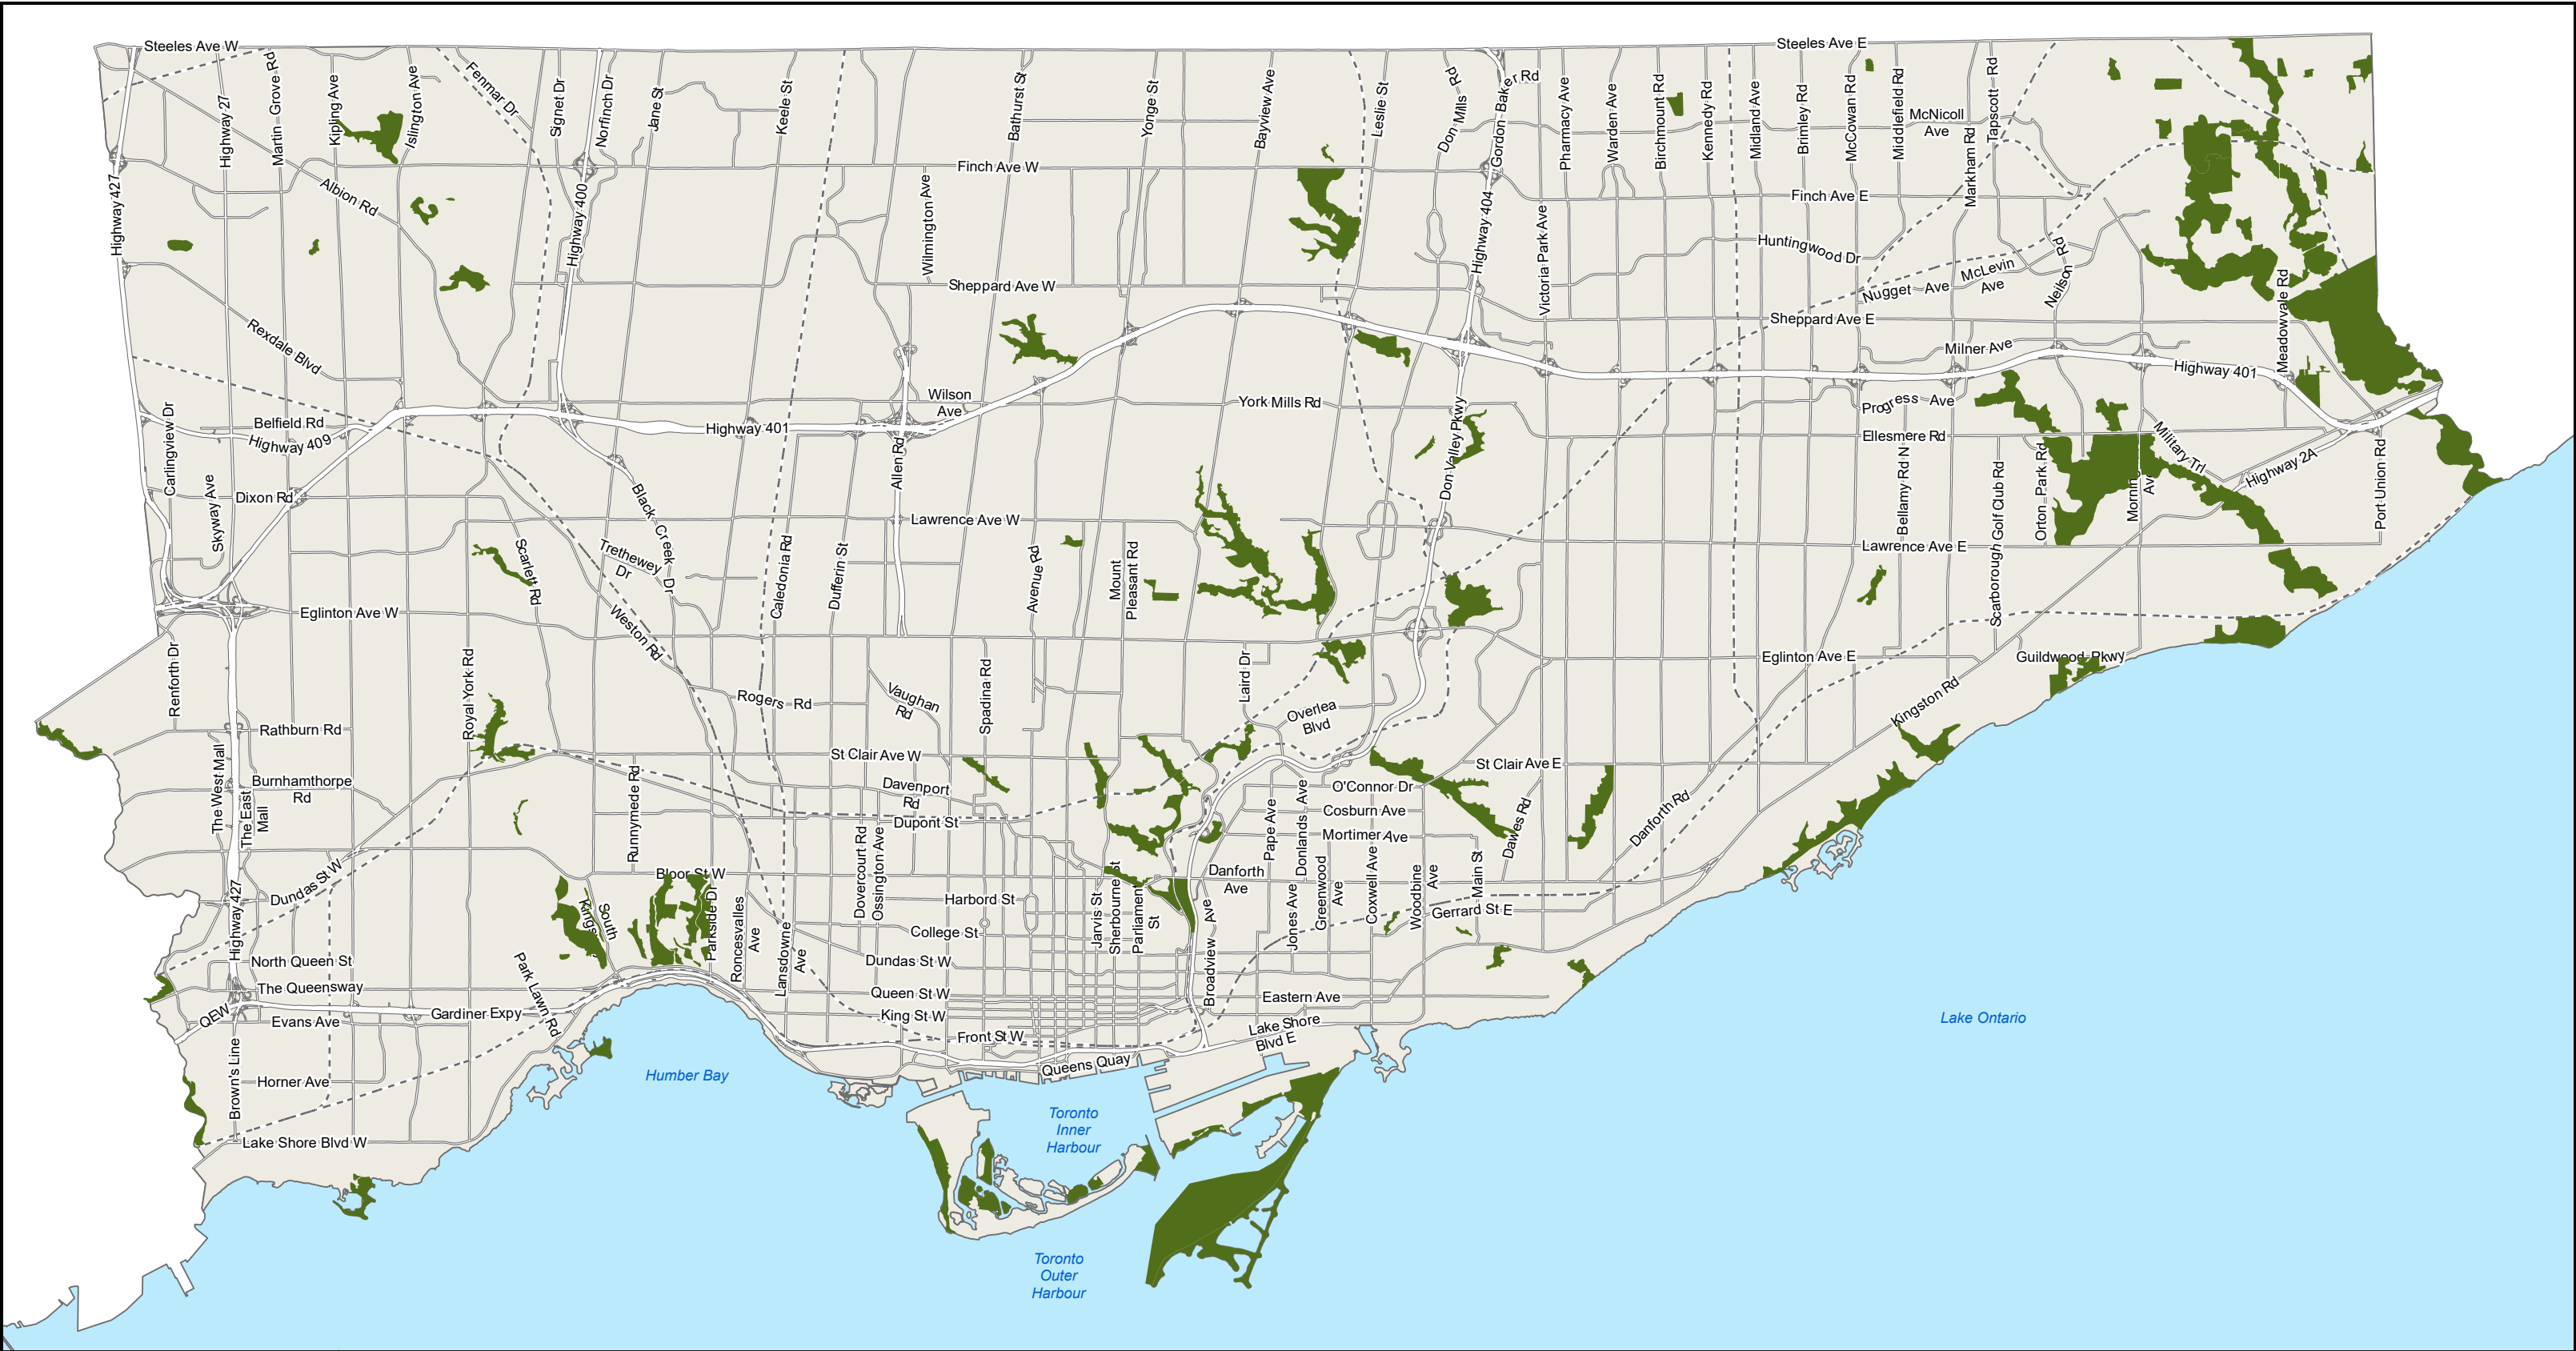 Steeles Ave W
Steeles Ave E
Highway 27
Martin Grove Rd
Kipling Ave
Islington Ave
Fenmar Dr
Signet Dr
Norfinch Dr
Jane St
Keele St
Bathurst St
Yonge St
Bayview Ave
Leslie St
Don Mills
Rd
Gordon Baker Rd
Pharmacy Ave
Warden Ave
Birchmount Rd
Kennedy Rd
Midland Ave
Brimley Rd
McCowan Rd
Middlefield Rd
McNicoll
Ave
Markham Rd
Tapscott Rd
Highway 427
Albion Rd
Highway 400
Finch Ave W
Wilmington Ave
Highway 404
Victoria Park Ave
Finch Ave E
Huntingwood Dr
Nugget Ave
McLevin
Ave
Neilson Rd
Meadowvale Rd
Sheppard Ave W
Sheppard Ave E
Rexdale Blvd
Milner Ave
Highway 401
Wilson
Ave
York Mills Rd
Progress Ave
Carlingview Dr
Belfield Rd
Highway 409
Highway 401
Allen Rd
Don Valley Pkwy
Ellesmere Rd
Bellamy Rd N
Scarborough Golf Club Rd
Orton Park Rd
Military Trl
Highway 2A
Port Union Rd
Skyway Ave
Dixon Rd
Black Creek Dr
Lawrence Ave W
Lawrence Ave E
Scarlett Rd
Trethewey
Dr
Caledonia Rd
Dufferin St
Avenue Rd
Mount
Pleasant Rd
Eglinton Ave W
Weston Rd
Eglinton Ave E
Guildwood Pkwy
Renforth Dr
Royal York Rd
Rogers Rd
Vaughan
Rd
Spadina Rd
Laird Dr
Overlea
Blvd
Kingston Rd
Rathburn Rd
The West Mall
The East
Mall
Burnhamthorpe
Rd
Runnymede Rd
St Clair Ave W
Davenport
Rd
Dupont St
St Clair Ave E
O'Connor Dr
Cosburn Ave
Mortimer Ave
Pape Ave
Donlands Ave
Dawes Rd
Danforth Rd
Dundas St W
Highway 427
Bloor St W
Dovercourt Rd
Ossington Ave
Danforth
Ave
Greenwood
Ave
Jones Ave
Coxwell Ave
Woodbine
Ave
Main St
Gerrard St E
South
Kings
Parkside Dr
Roncesvalles
Ave
Lansdowne
Ave
Harbord St
College St
Dundas St W
Jarvis St
Sherbourne St
Parliament
St
Broadview Ave
North Queen St
The Queensway
QEW
Evans Ave
Gardiner Expy
Park Lawn Rd
Queen St W
King St W
Front St W
Queens Quay
Eastern Ave
Lake Shore
Blvd E
Brown's Line
Horner Ave
Lake Shore Blvd W
Humber Bay
Toronto
Inner
Harbour
Toronto
Outer
Harbour
Lake Ontario